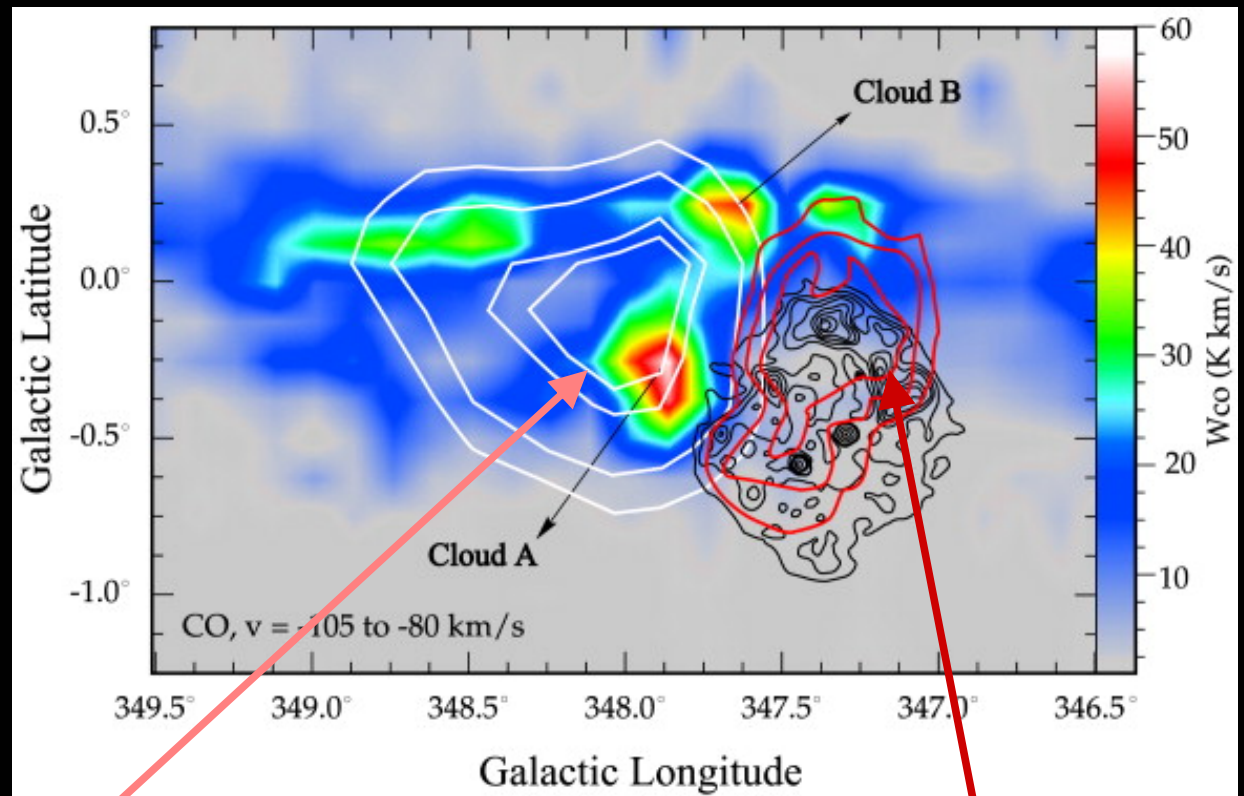 Cloud B
Cloud A
CO, v = -105 to -80 km/s
0.5°
0.0°
-0.5°
-1.0°
Galactic Latitude
349.5°
349.0°
348.5°
348.0°
347.5°
347.0°
346.5°
Galactic Longitude
60
50
40
30
20
10
Wco (K km/s)